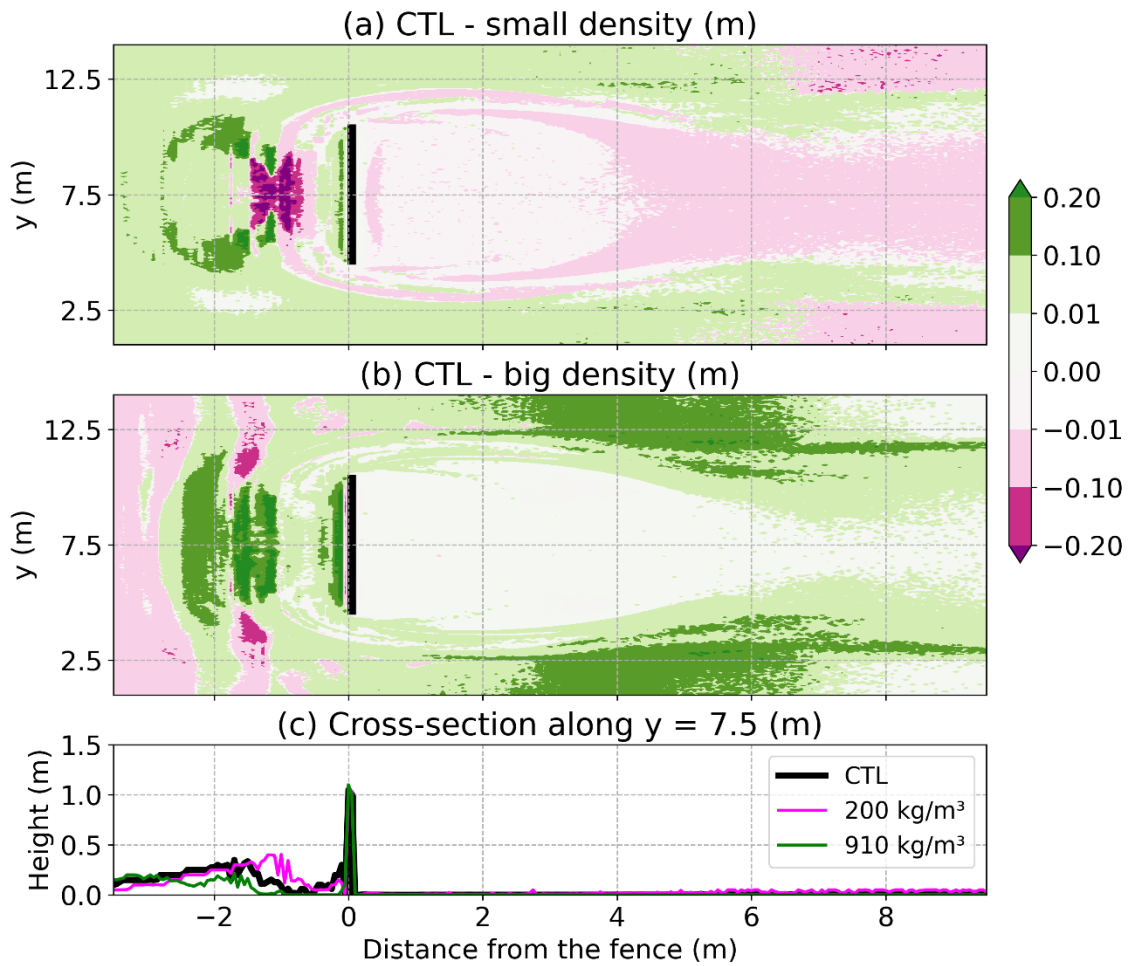 (a) CTL - small density (m)
12.5
7.5
2.5
y (m)
(b) CTL - big density (m)
12.5
7.5
2.5
y (m)
0.20
0.10
0.01
0.00
−0.01
−0.10
−0.20
(c) Cross-section along y = 7.5 (m)
1.5
1.0
0.5
0.0
Height (m)
CTL
200 kg/m³
910 kg/m³
−2 0 2 4 6 8
Distance from the fence (m)